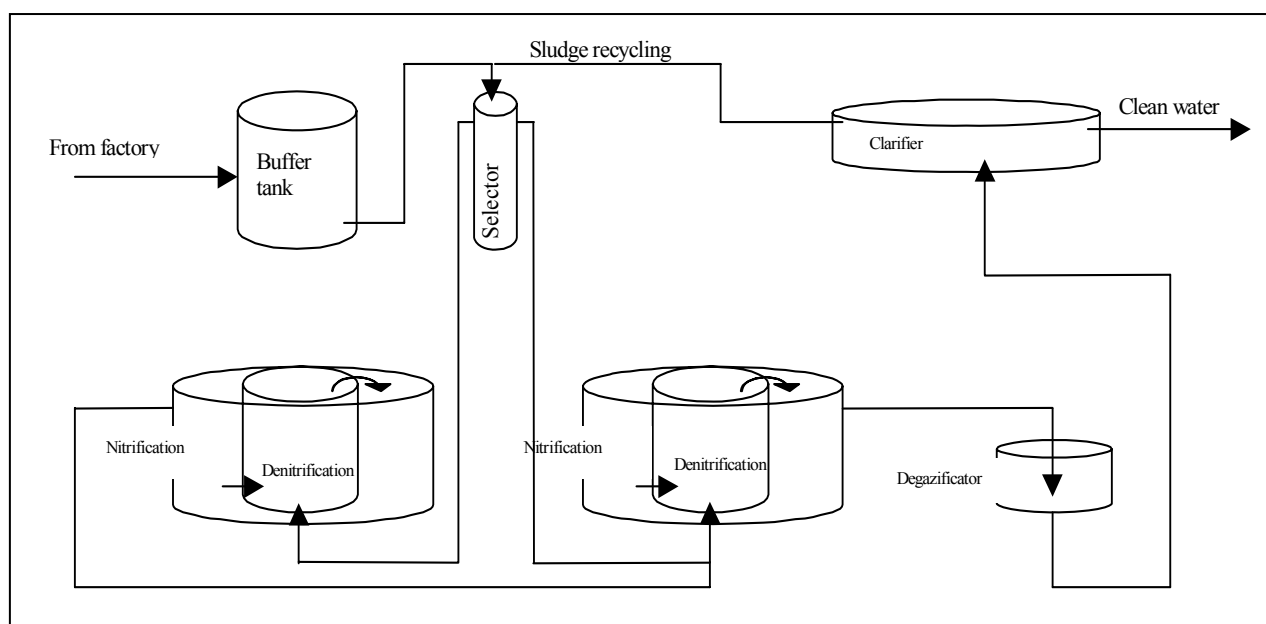 Sludge recycling
Clean water
From factory
Buffer
tank
Selector
Clarifier
Nitrification
Denitrification
Nitrification
Denitrification
Degazificator